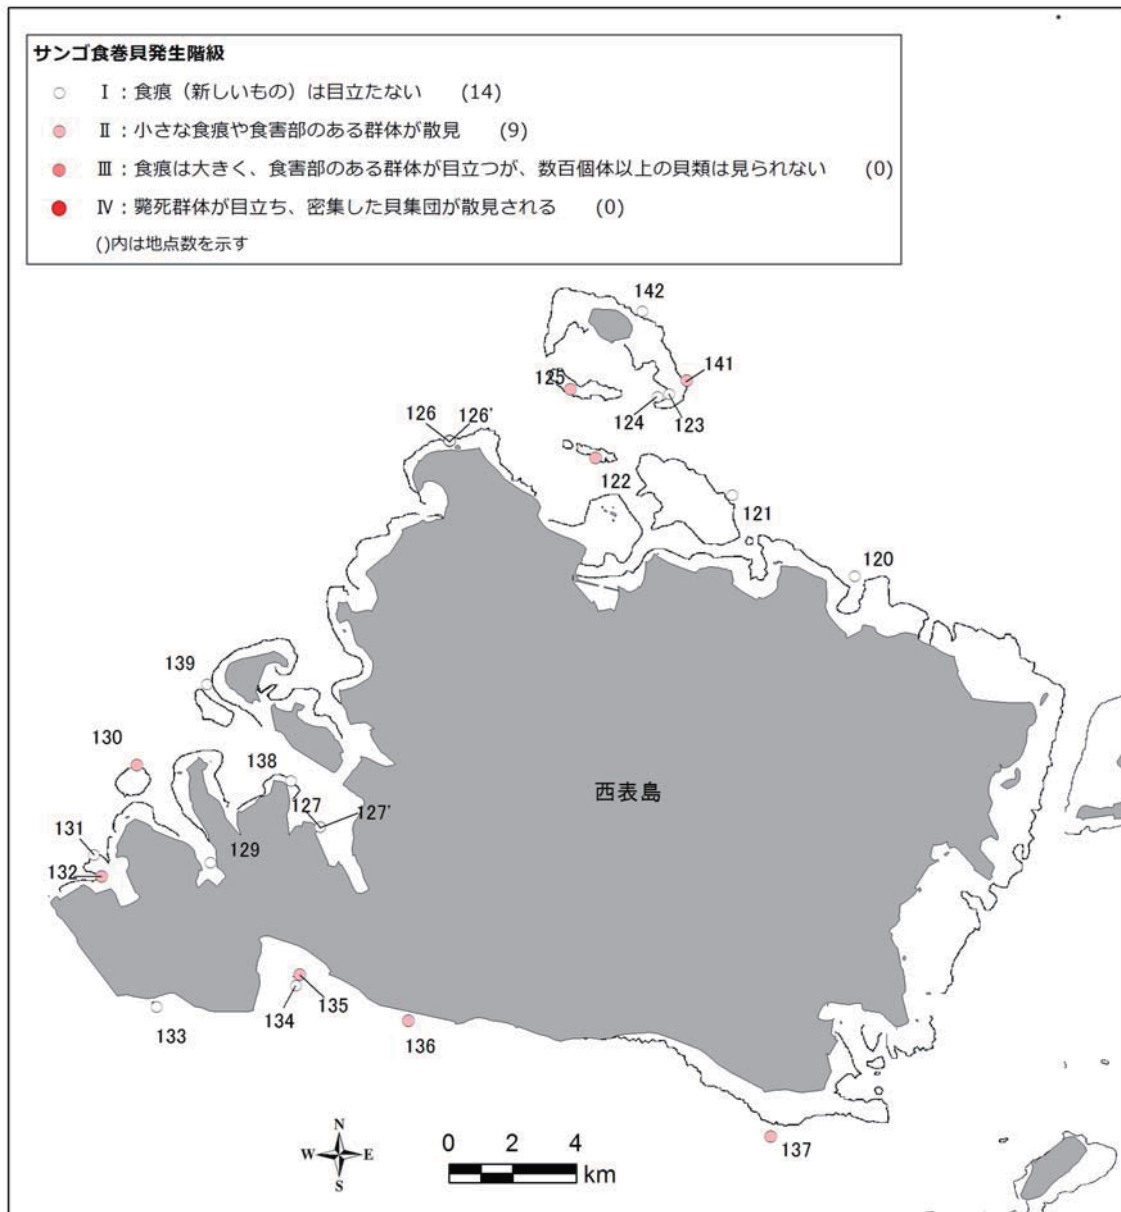 サンゴ食巻貝発生階級
Ⅰ：食痕（新しいもの）は目立たない (14)
Ⅱ：小さな食痕や食害部のある群体が散見 (9)
Ⅲ：食痕は大きく、食害部のある群体が目立つが、数百個体以上の貝類は見られない (0)
Ⅳ：斃死群体が目立ち、密集した貝集団が散見される (0)
()内は地点数を示す
142
141
125
124
123
126 126'
122
121
120
139
130
138
西表島
127 127'
131
129
132
134 135
133
136
137
N
W E
S
0 2 4
km